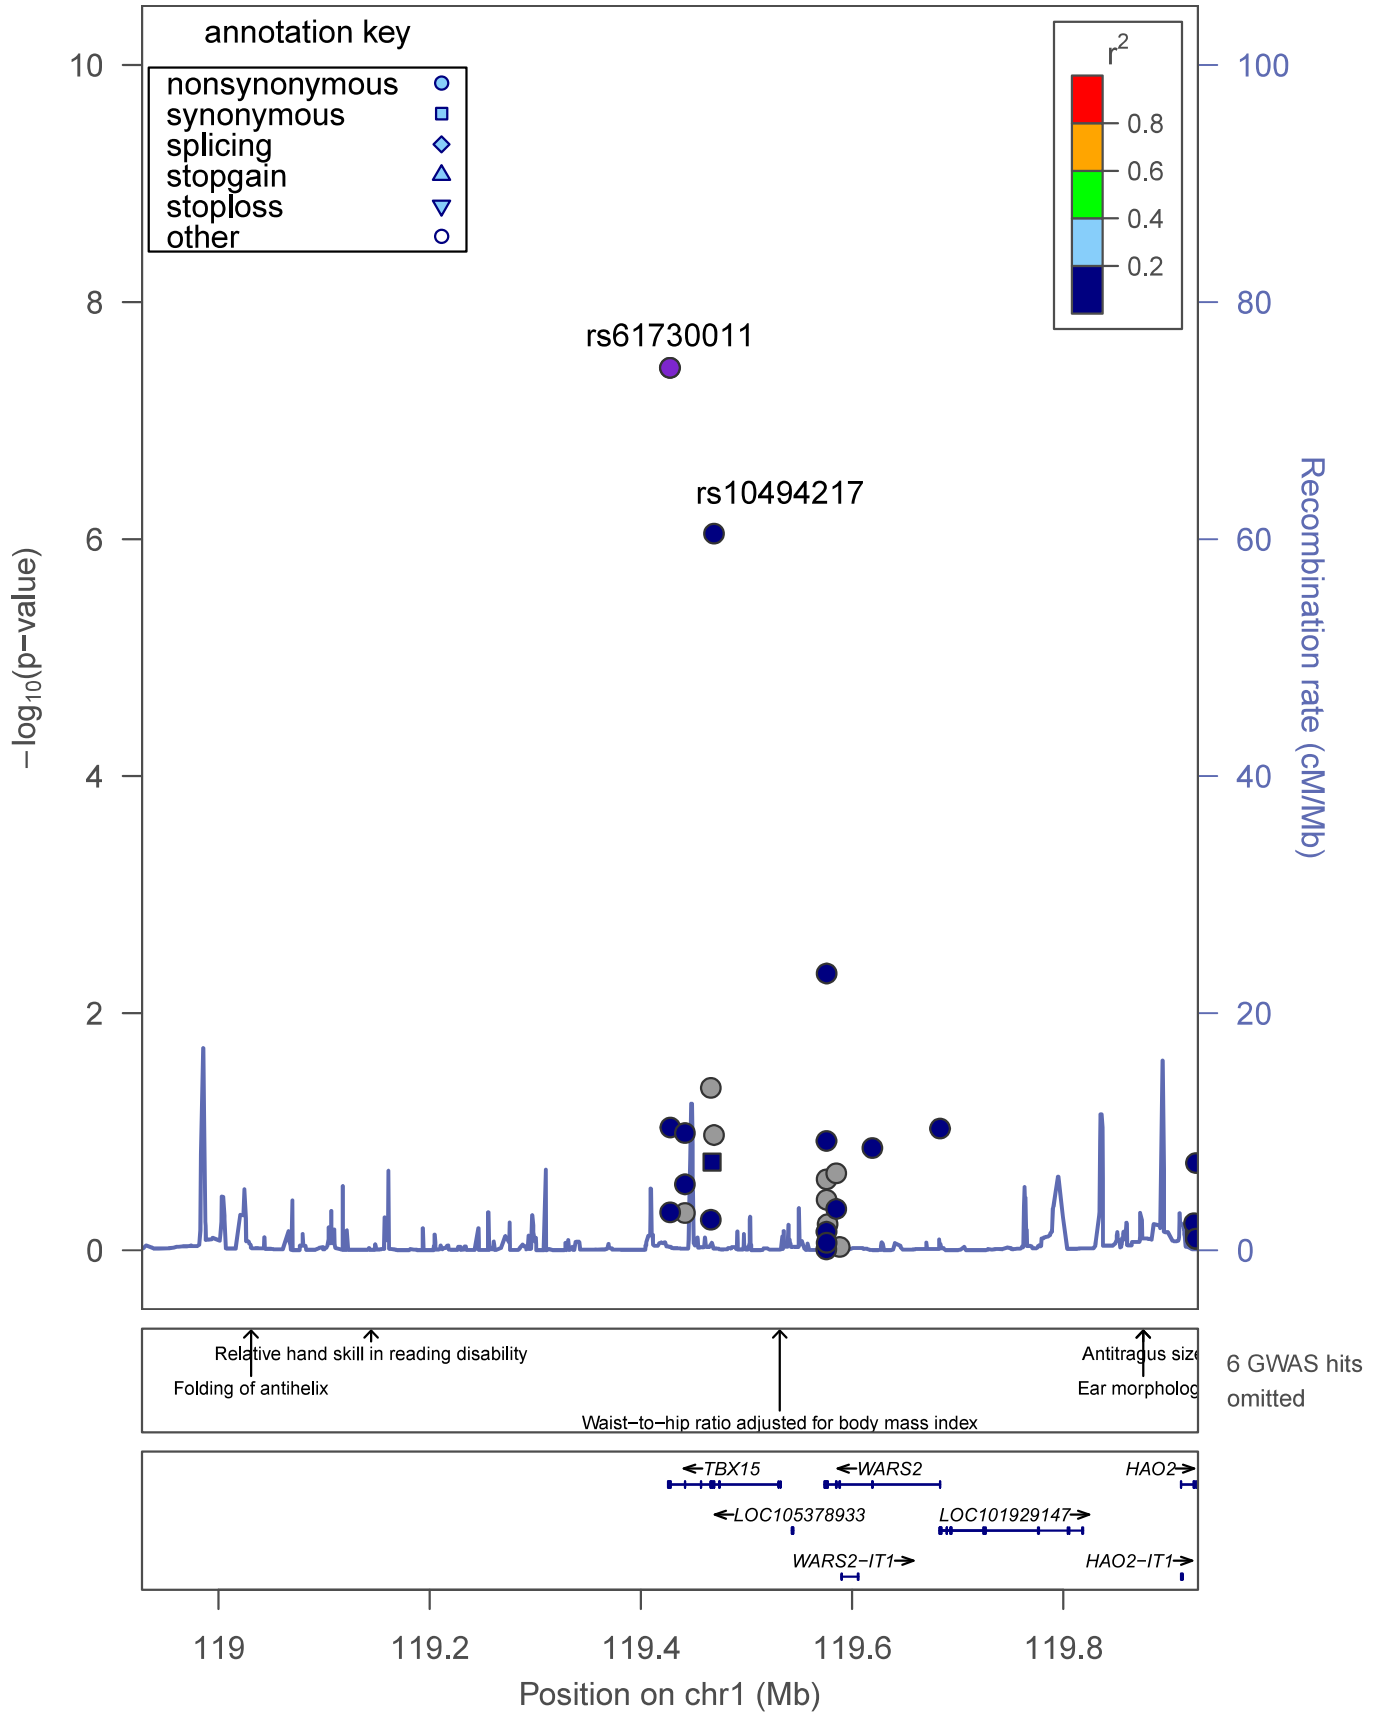 annotation key
nonsynonymous
synonymous
splicing
stopgain
stoploss
other
r2
0.8
0.6
0.4
0.2
10
8
6
4
2
0
−log10(p−value)
100
80
60
40
20
0
Recombination rate (cM/Mb)
rs61730011
rs10494217
Relative hand skill in reading disability
Folding of antihelix
Waist−to−hip ratio adjusted for body mass index
Antitragus size
Ear morpholog
6 GWAS hits
omitted
TBX15
WARS2
HAO2
LOC105378933
LOC101929147
WARS2−IT1
HAO2−IT1
119
119.2
119.4
119.6
119.8
Position on chr1 (Mb)